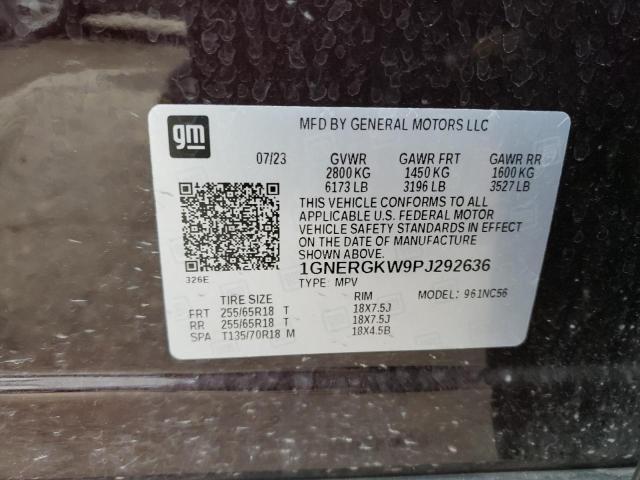 gm
MFD BY GENERAL MOTORS LLC
07/23 GVWR GAWR FRT GAWR RR
2800 KG 1450 KG 1600 KG
6173 LB 3196 LB 3527 LB
THIS VEHICLE CONFORMS TO ALL
APPLICABLE U.S. FEDERAL MOTOR
VEHICLE SAFETY STANDARDS IN EFFECT
ON THE DATE OF MANUFACTURE
SHOWN ABOVE.
1GNERGKW9PJ292636
326E
TYPE: MPV MODEL: 961NC56
TIRE SIZE RIM
FRT 255/65R18 T 18X7.5J
RR 255/65R18 T 18X7.5J
SPA T135/70R18 M 18X4.5B